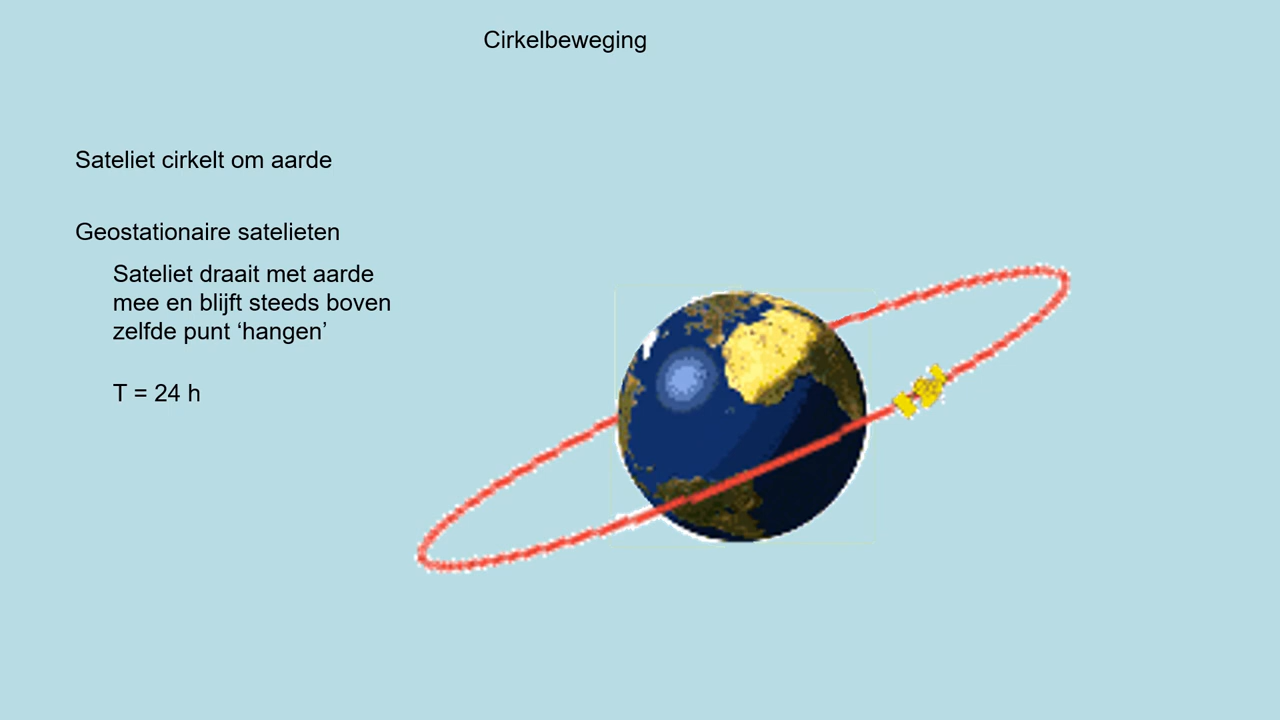 Cirkelbeweging
Sateliet cirkelt om aarde
Geostationaire satelieten
Sateliet draait met aarde
mee en blijft steeds boven
zelfde punt ‘hangen’
T = 24 h